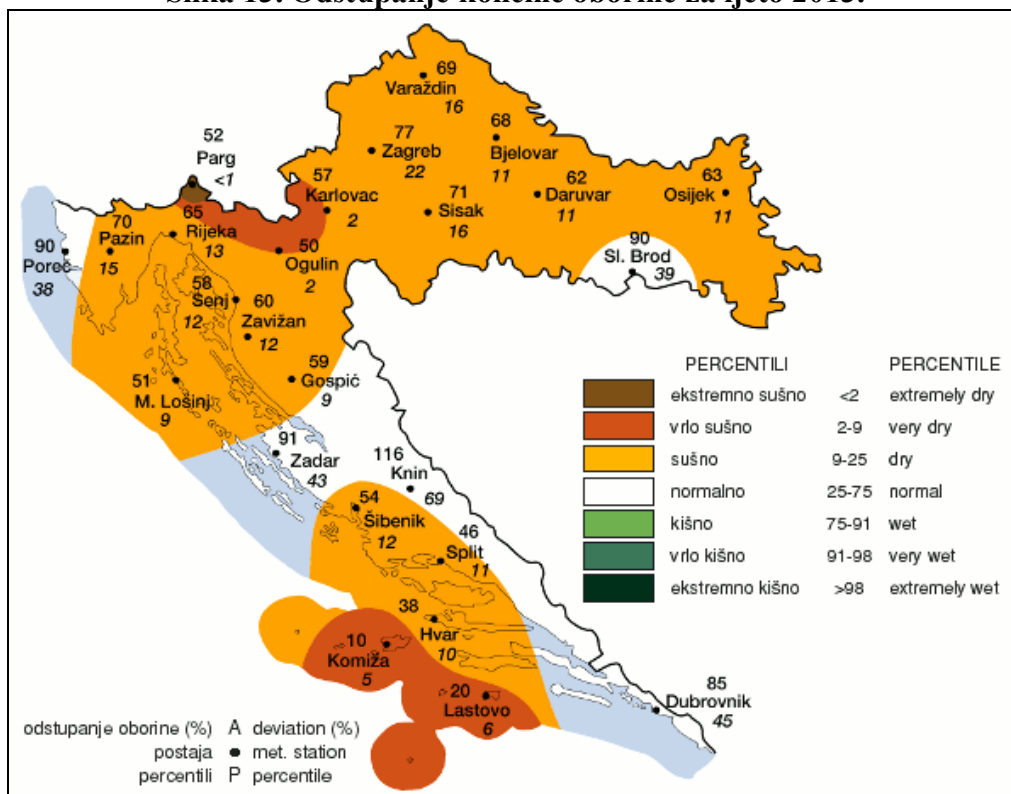 Slika Odstupanje količine oborine za ljeto
69
Varaždin
16
68
Bjelovar
11
77
Zagreb
22
52
Parg
<1
57
Karlovac
2
71
Sisak
16
62
Daruvar
11
63
Osijek
11
90
Sl. Brod
39
65
Rijeka
13
70
Pazin
15
90
Poreč
38
50
Ogulin
2
58
Senj
12
60
Zavižan
12
59
Gospić
9
51
M. Lošinj
9
91
Zadar
43
116
Knin
69
54
Šibenik
12
46
Split
11
38
Hvar
10
10
Komiža
5
20
Lastovo
6
85
Dubrovnik
45
PERCENTILI PERCENTILE
ekstremno sušno <2 extremely dry
vrlo sušno 2-9 very dry
sušno 9-25 dry
normalno 25-75 normal
kišno 75-91 wet
vrlo kišno 91-98 very wet
ekstremno kišno >98 extremely wet
odstupanje oborine (%) A deviation (%)
postaja met. station
percentili P percentile